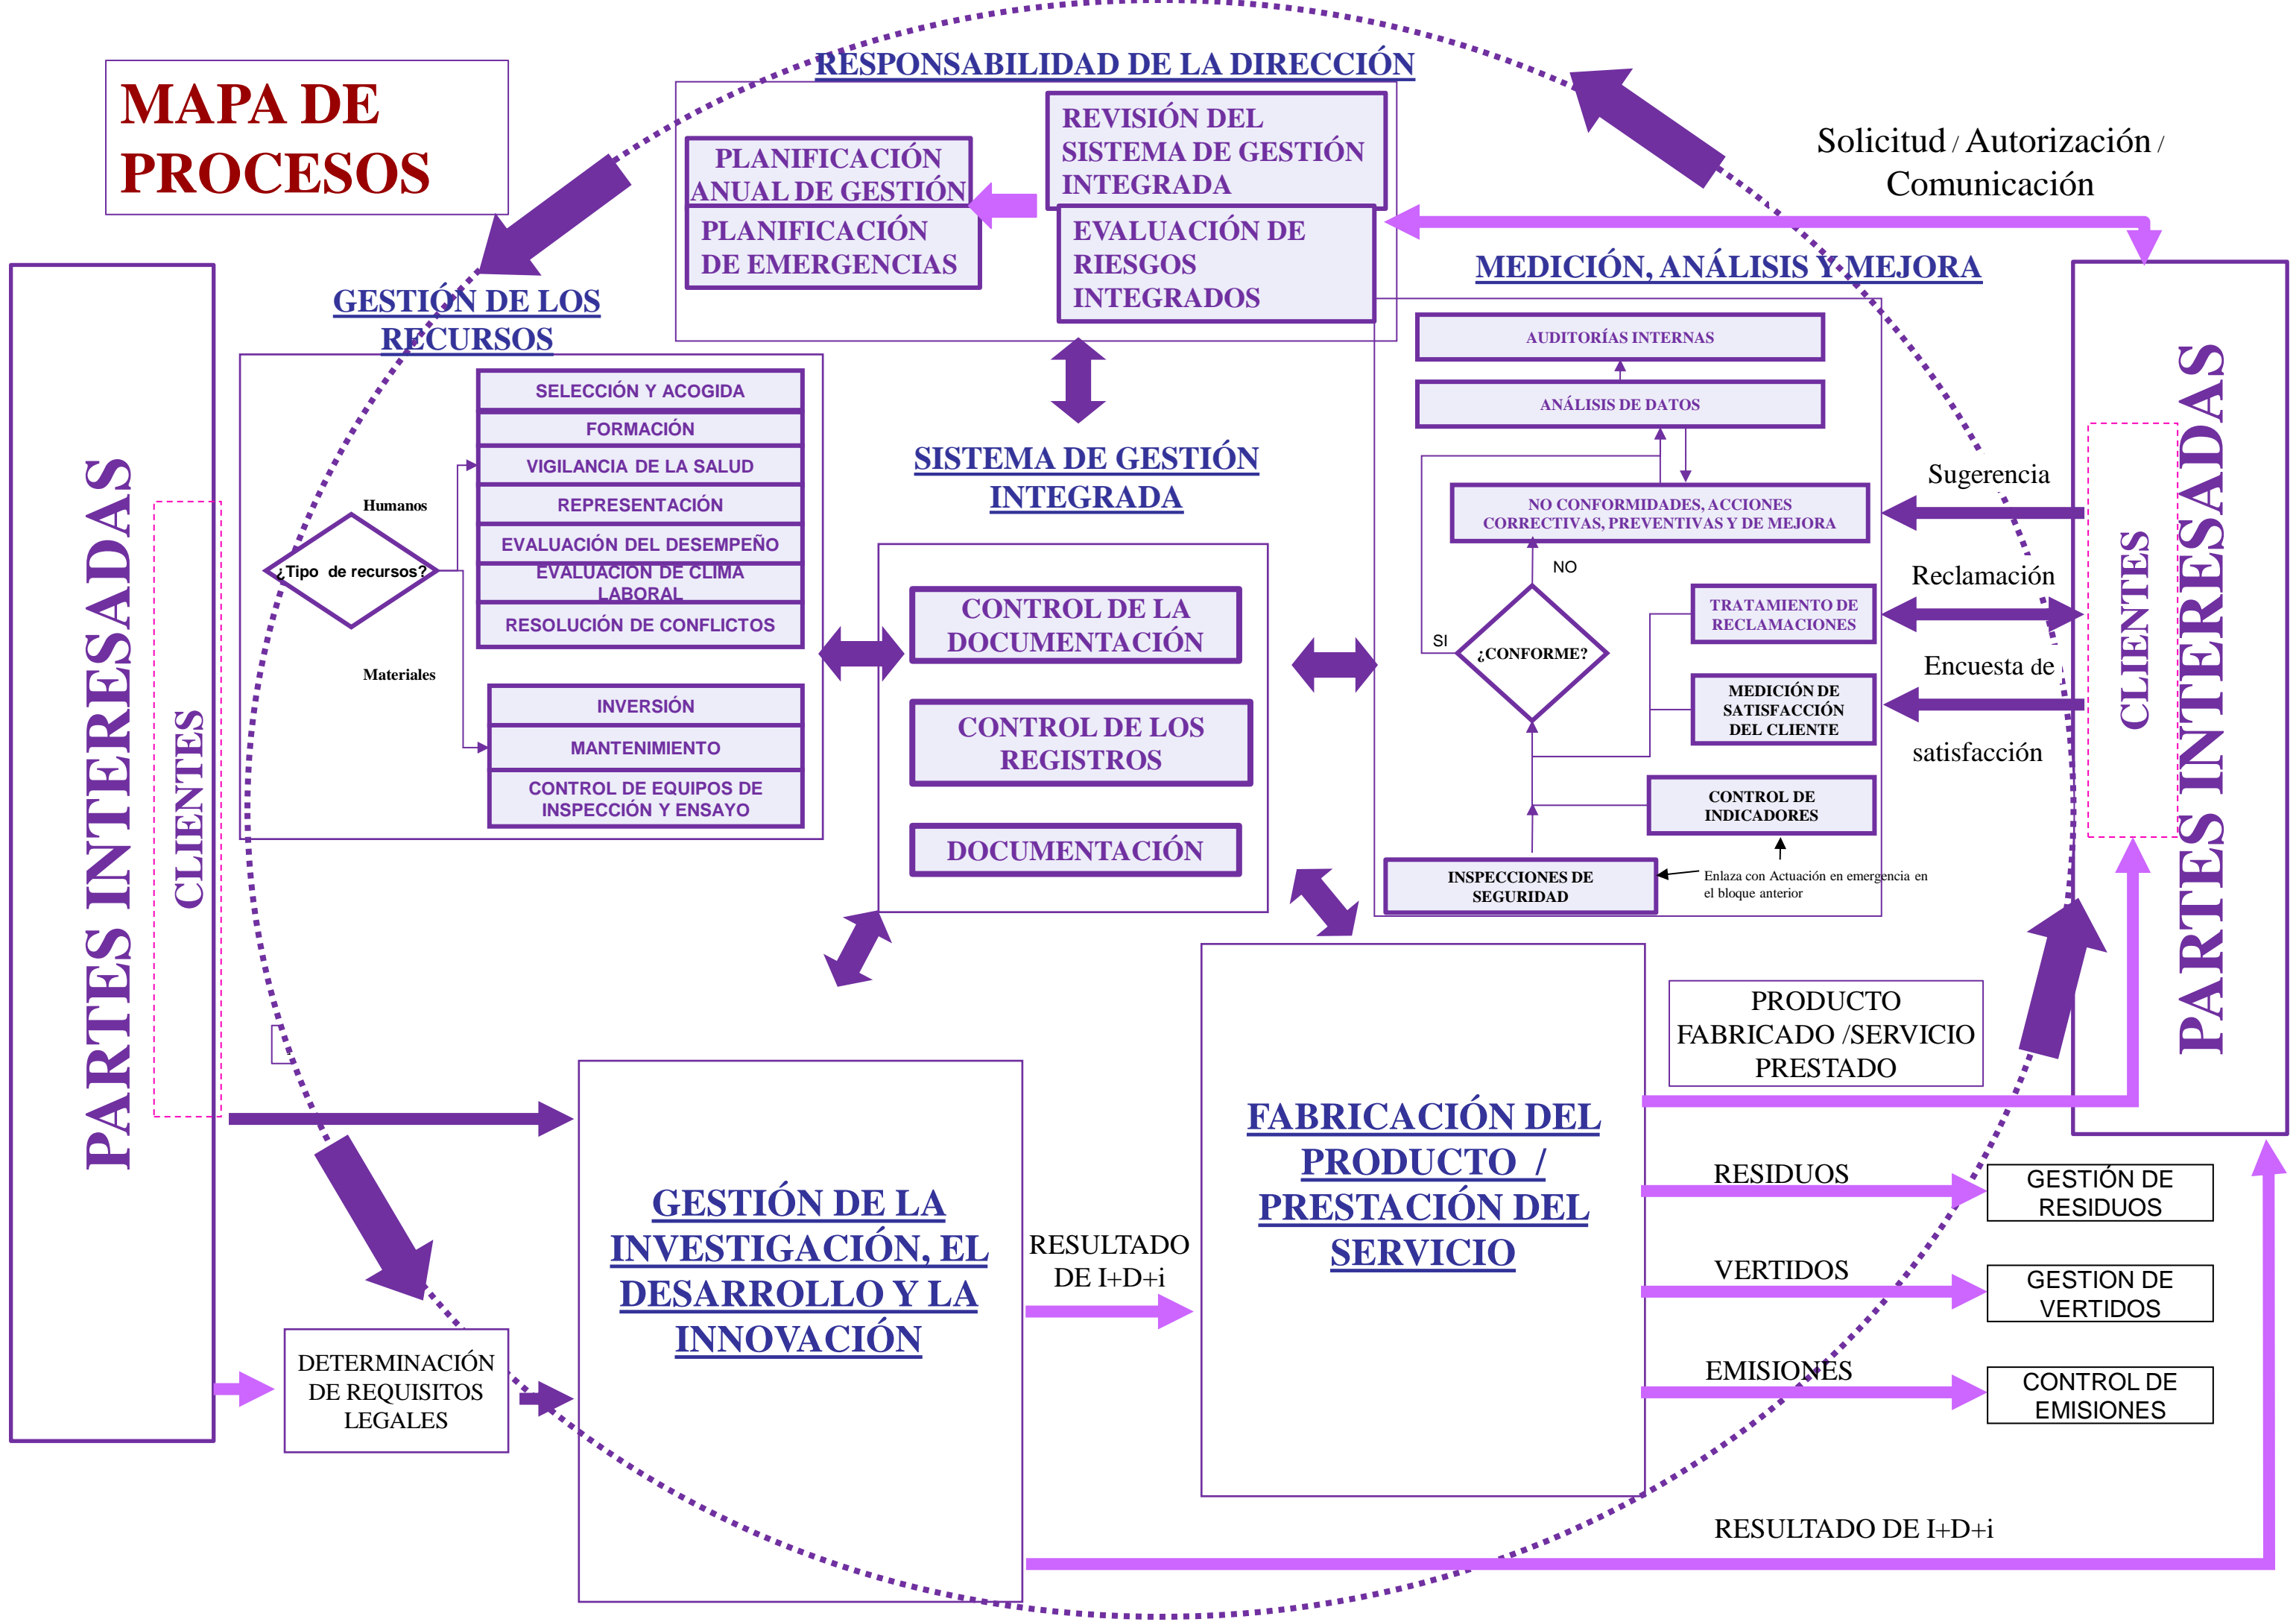 MAPA DE
PROCESOS
RESPONSABILIDAD DE LA DIRECCIÓN
PLANIFICACIÓN
ANUAL DE GESTIÓN
PLANIFICACIÓN
DE EMERGENCIAS
REVISIÓN DEL
SISTEMA DE GESTIÓN
INTEGRADA
EVALUACIÓN DE
RIESGOS
INTEGRADOS
Solicitud / Autorización /
Comunicación
PARTES INTERESADAS
CLIENTES
GESTIÓN DE LOS
RECURSOS
¿Tipo de recursos?
Humanos
SELECCIÓN Y ACOGIDA
FORMACIÓN
VIGILANCIA DE LA SALUD
REPRESENTACIÓN
EVALUACIÓN DEL DESEMPEÑO
EVALUACION DE CLIMA
LABORAL
RESOLUCIÓN DE CONFLICTOS
Materiales
INVERSIÓN
MANTENIMIENTO
CONTROL DE EQUIPOS DE
INSPECCIÓN Y ENSAYO
SISTEMA DE GESTIÓN
INTEGRADA
CONTROL DE LA
DOCUMENTACIÓN
CONTROL DE LOS
REGISTROS
DOCUMENTACIÓN
MEDICIÓN, ANÁLISIS Y MEJORA
AUDITORÍAS INTERNAS
ANÁLISIS DE DATOS
NO CONFORMIDADES, ACCIONES
CORRECTIVAS, PREVENTIVAS Y DE MEJORA
NO
SI
¿CONFORME?
TRATAMIENTO DE
RECLAMACIONES
MEDICIÓN DE
SATISFACCIÓN
DEL CLIENTE
CONTROL DE
INDICADORES
INSPECCIONES DE
SEGURIDAD
Enlaza con Actuación en emergencia en
el bloque anterior
Sugerencia
Reclamación
Encuesta de
satisfacción
CLIENTES
PARTES INTERESADAS
DETERMINACIÓN
DE REQUISITOS
LEGALES
GESTIÓN DE LA
INVESTIGACIÓN, EL
DESARROLLO Y LA
INNOVACIÓN
RESULTADO
DE I+D+i
FABRICACIÓN DEL
PRODUCTO /
PRESTACIÓN DEL
SERVICIO
PRODUCTO
FABRICADO /SERVICIO
PRESTADO
RESIDUOS
GESTIÓN DE
RESIDUOS
VERTIDOS
GESTION DE
VERTIDOS
EMISIONES
CONTROL DE
EMISIONES
RESULTADO DE I+D+i